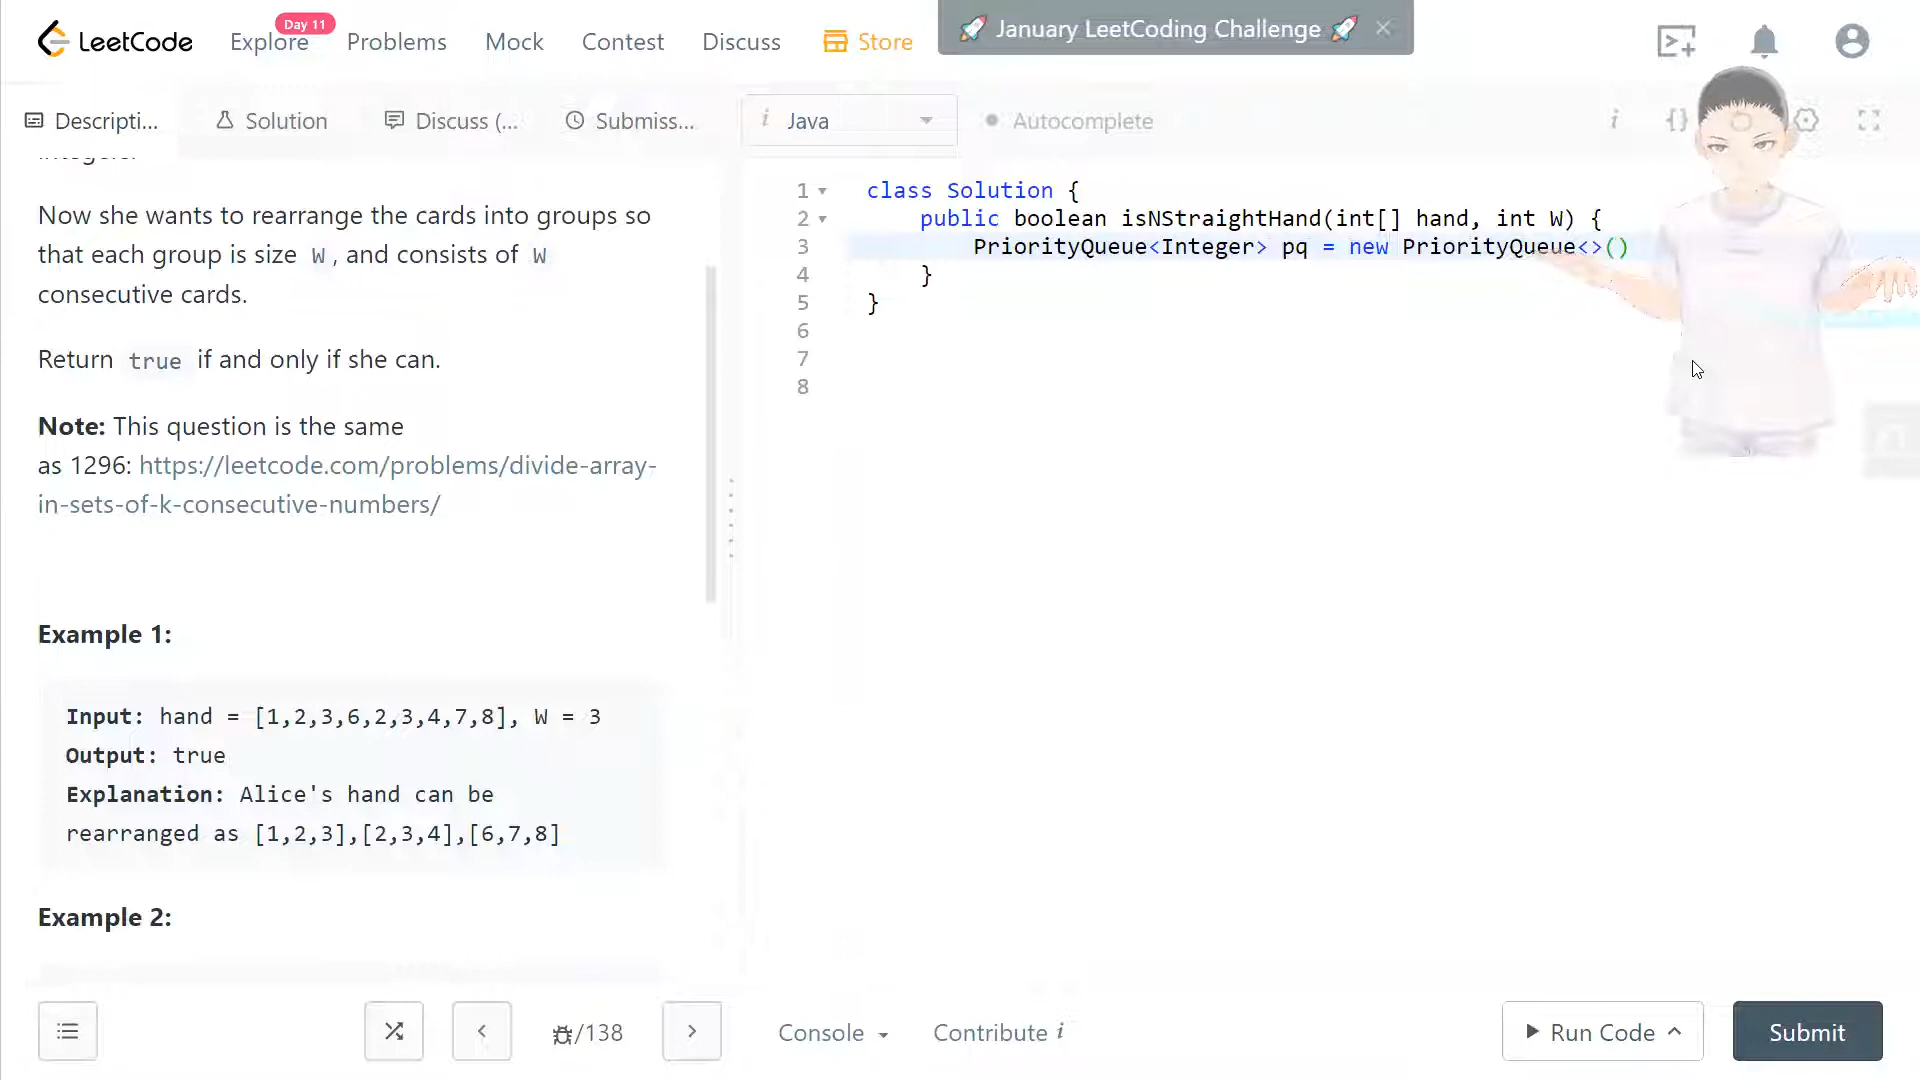 LeetCode
Explore
Day 11
Problems
Mock
Contest
Discuss
Store
🚀 January LeetCoding Challenge 🚀 ×
Descripti...
Solution
Discuss (...
Submiss...
i Java
Autocomplete
i {}
integers.
Now she wants to rearrange the cards into groups so
that each group is size W, and consists of W
consecutive cards.
Return true if and only if she can.
Note: This question is the same
as 1296: https://leetcode.com/problems/divide-array-
in-sets-of-k-consecutive-numbers/
Example 1:
Input: hand = [1,2,3,6,2,3,4,7,8], W = 3
Output: true
Explanation: Alice's hand can be
rearranged as [1,2,3],[2,3,4],[6,7,8]
Example 2:
1 class Solution {
2 public boolean isNStraightHand(int[] hand, int W) {
3 PriorityQueue<Integer> pq = new PriorityQueue<>()
4 }
5 }
6
7
8
/138
Console
Contribute i
Run Code
Submit